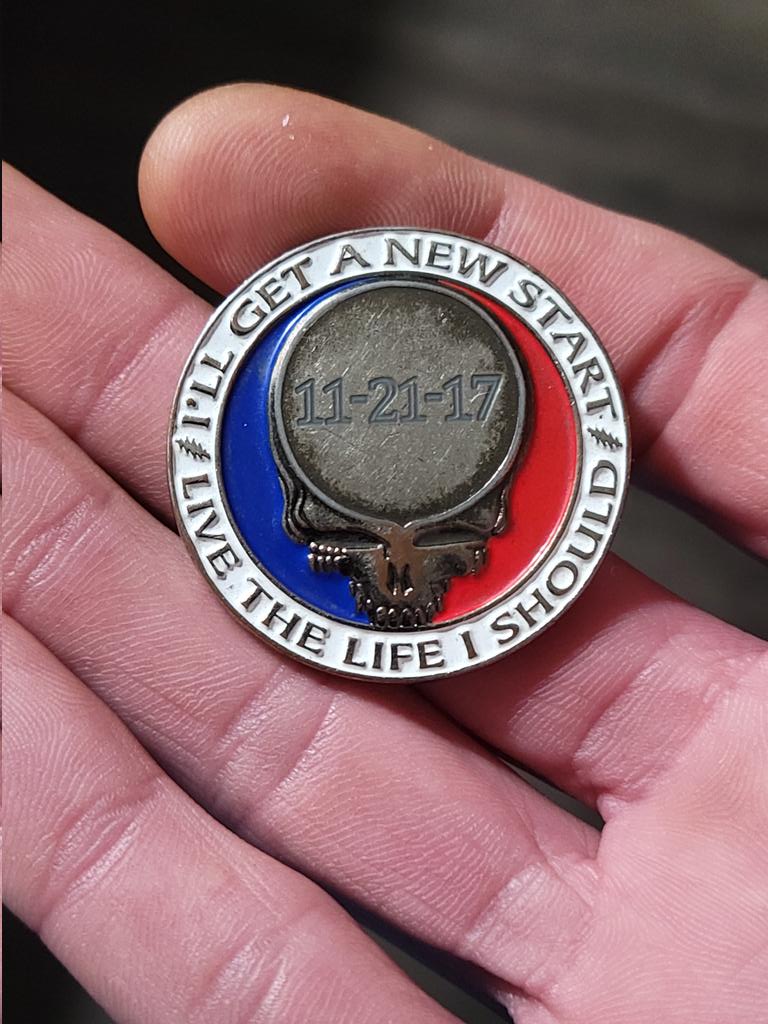 I'LL GET A NEW START
11-21-17
LIVE THE LIFE I SHOULD